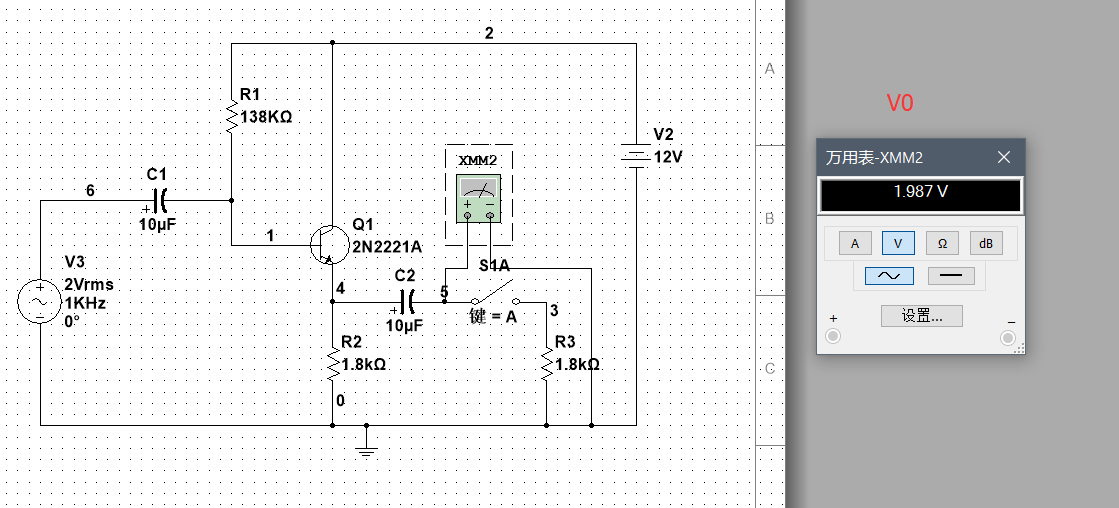 2
A
R1
138KΩ
V0
V2
12V
万用表-XMM2
XMM2
1.987 V
C1
6
+
10µF
B
Q1
2N2221A
1
A
V
Ω
dB
V3
2Vrms
1KHz
0°
S1A
C2
4
5
+
10µF
键 = A
3
设置...
+
–
R2
1.8kΩ
R3
1.8kΩ
C
0